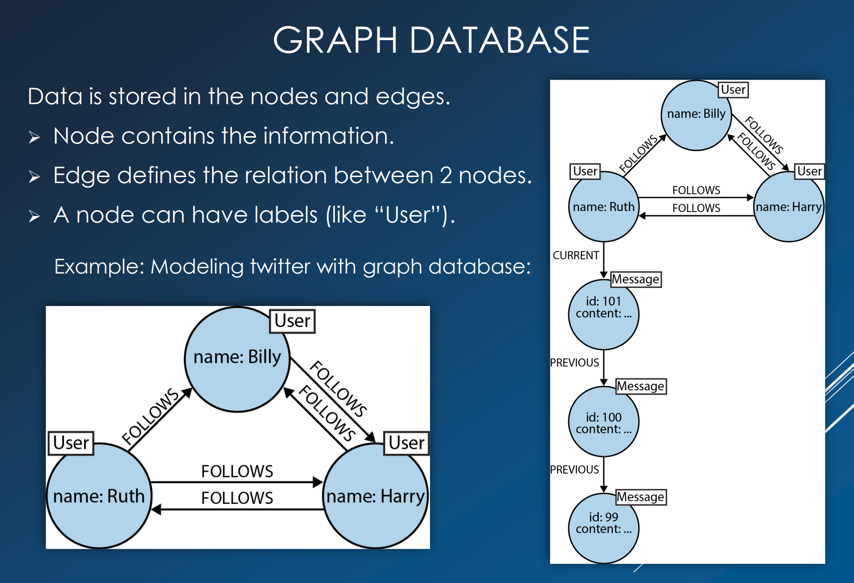 GRAPH DATABASE
Data is stored in the nodes and edges.
➢ Node contains the information.
➢ Edge defines the relation between 2 nodes.
➢ A node can have labels (like “User”).
Example: Modeling twitter with graph database:
User
name: Billy
FOLLOWS
FOLLOWS
FOLLOWS
User
User
name: Ruth
FOLLOWS
FOLLOWS
name: Harry
User
name: Billy
FOLLOWS
FOLLOWS
FOLLOWS
User
User
name: Ruth
FOLLOWS
FOLLOWS
name: Harry
CURRENT
Message
id: 101
content: ...
PREVIOUS
Message
id: 100
content: ...
PREVIOUS
Message
id: 99
content: ...